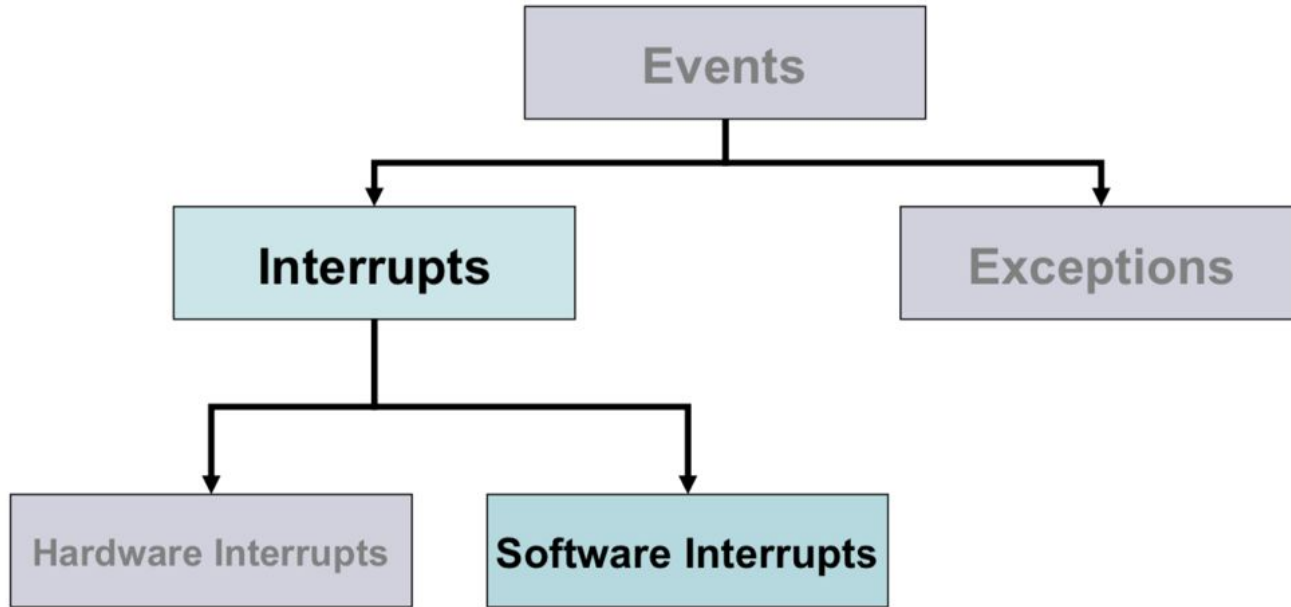 Events
Interrupts
Exceptions
Hardware Interrupts
Software Interrupts